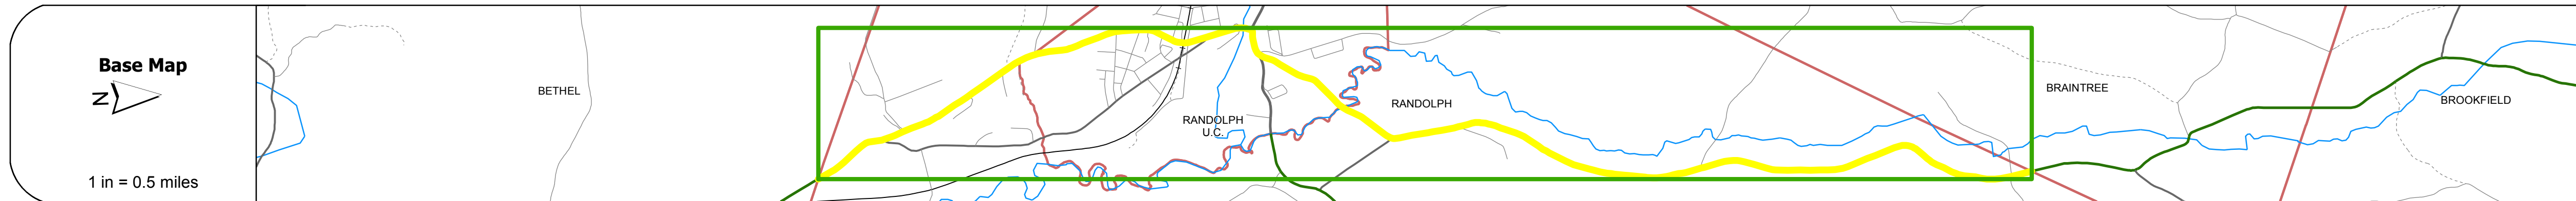 Base Map
N
1 in = 0.5 miles
BETHEL
RANDOLPH
U.C.
RANDOLPH
BRAINTREE
BROOKFIELD